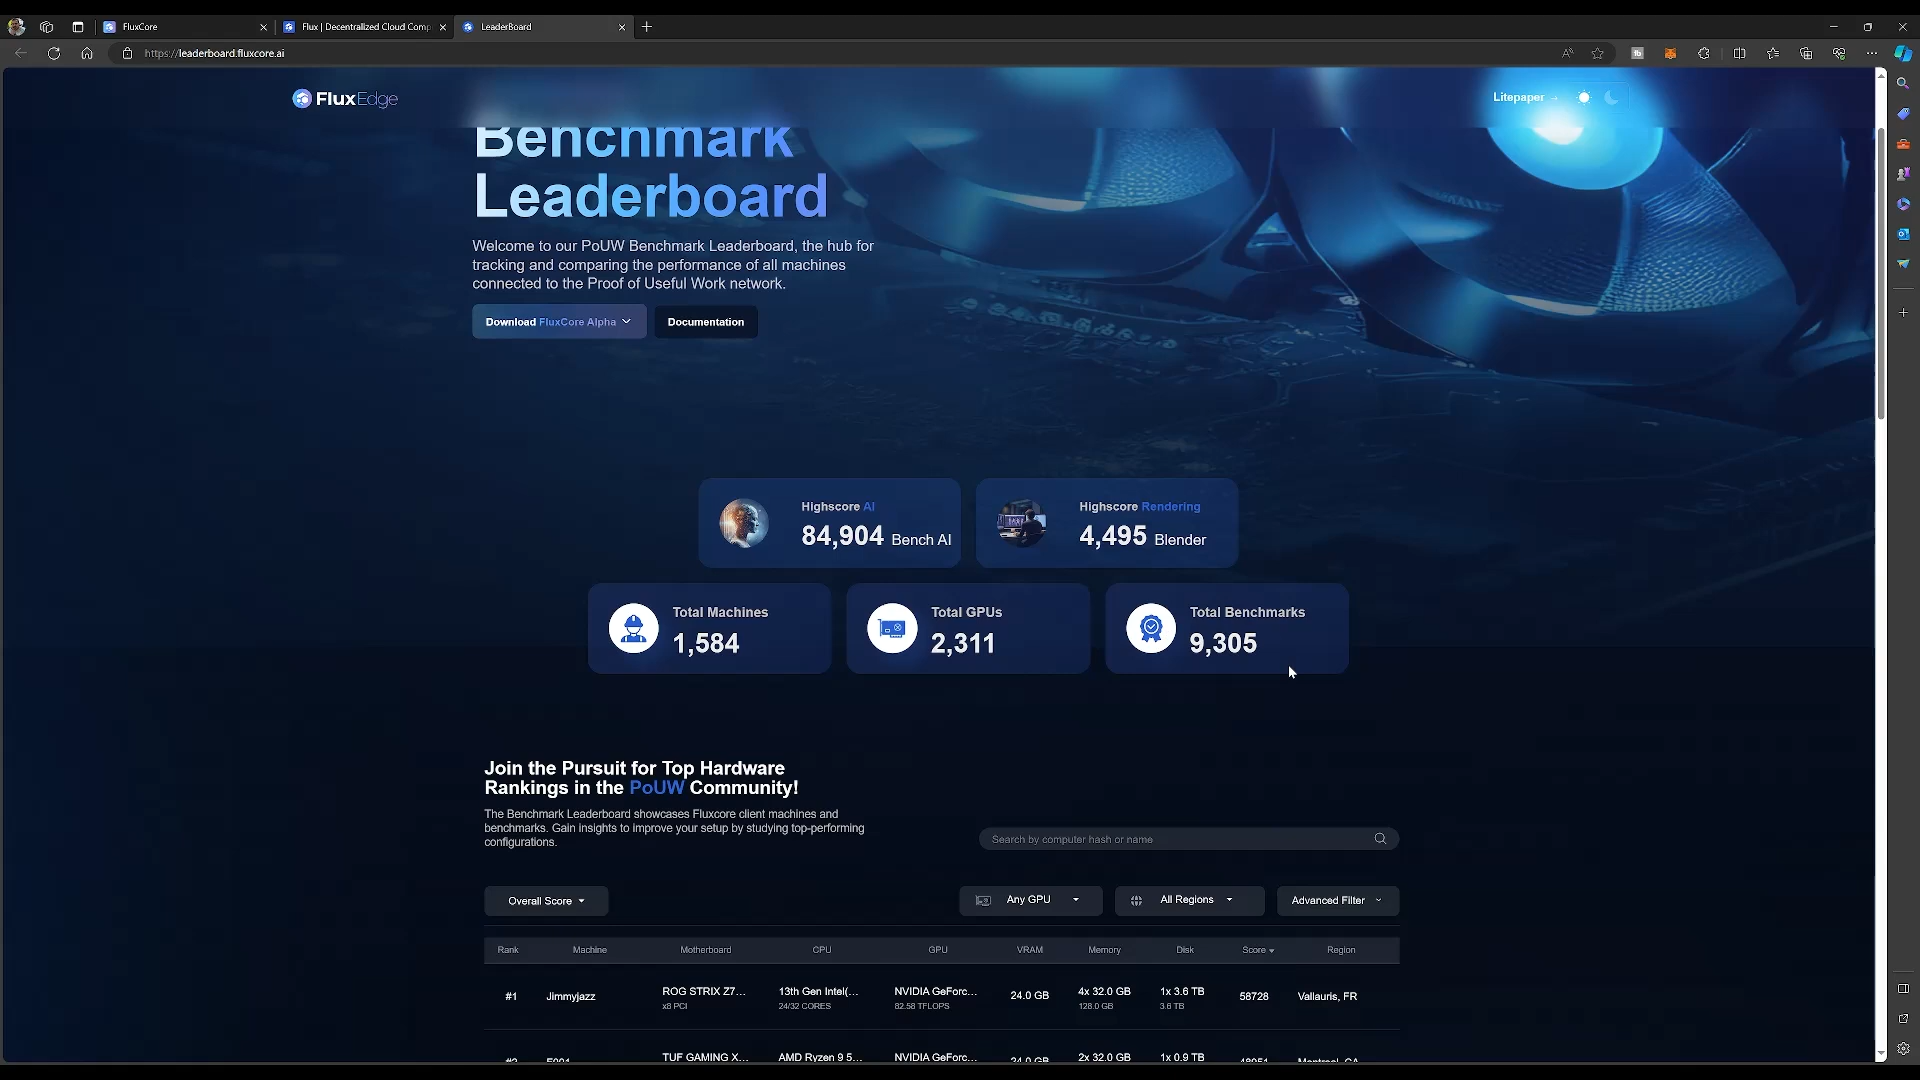 FluxCore
Flux | Decentralized Cloud Comp
LeaderBoard
https://leaderboard.fluxcore.ai
FluxEdge
Litepaper
Benchmark
Leaderboard
Welcome to our PoUW Benchmark Leaderboard, the hub for
tracking and comparing the performance of all machines
connected to the Proof of Useful Work network.
Download FluxCore Alpha
Documentation
Highscore AI
84,904 Bench AI
Highscore Rendering
4,495 Blender
Total Machines
1,584
Total GPUs
2,311
Total Benchmarks
9,305
Join the Pursuit for Top Hardware
Rankings in the PoUW Community!
The Benchmark Leaderboard showcases Fluxcore client machines and
benchmarks. Gain insights to improve your setup by studying top-performing
configurations.
Search by computer hash or name
Overall Score
Any GPU
All Regions
Advanced Filter
Rank Machine Motherboard CPU GPU VRAM Memory Disk Score Region
#1 Jimmyjazz ROG STRIX Z7... 13th Gen Intel(... NVIDIA GeForc... 24.0 GB 4x 32.0 GB 1x 3.6 TB 58728 Vallauris, FR
x8 PCI 24/32 CORES 82.58 TFLOPS 128.0 GB 3.6 TB
TUF GAMING X... AMD Ryzen 9 5... NVIDIA GeForc... 24.0 GB 2x 32.0 GB 1x 0.9 TB Montreal, CA